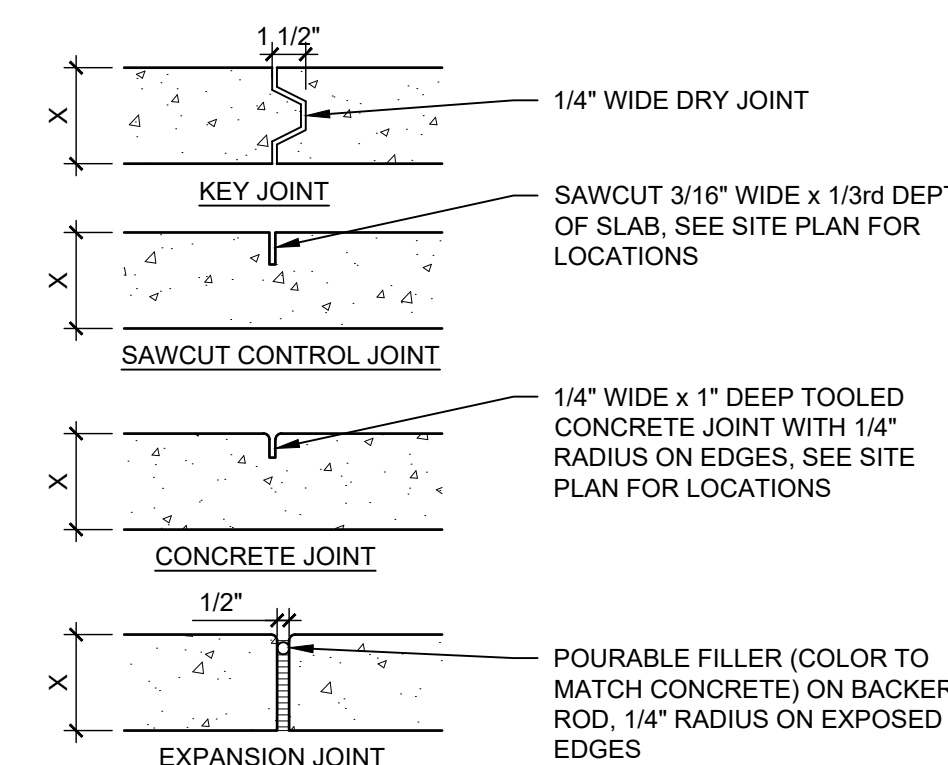 1 1/2"
X
1/4" WIDE DRY JOINT
KEY JOINT
SAWCUT 3/16" WIDE x 1/3rd DEPT
OF SLAB, SEE SITE PLAN FOR
LOCATIONS
X
SAWCUT CONTROL JOINT
1/4" WIDE x 1" DEEP TOOLED
CONCRETE JOINT WITH 1/4"
RADIUS ON EDGES, SEE SITE
PLAN FOR LOCATIONS
X
CONCRETE JOINT
1/2"
X
POURABLE FILLER (COLOR TO
MATCH CONCRETE) ON BACKER
ROD, 1/4" RADIUS ON EXPOSED
EDGES
EXPANSION JOINT